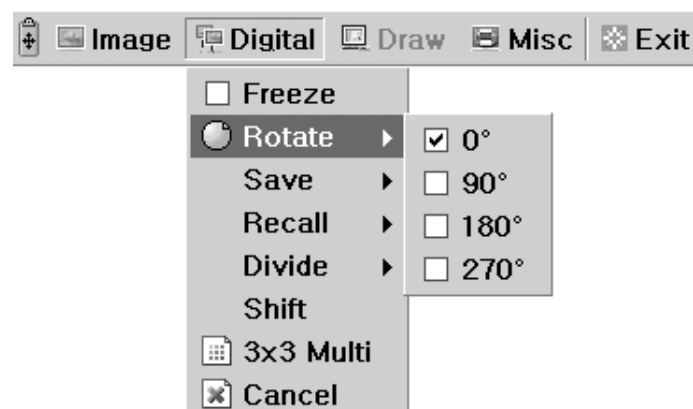 Image Digital Draw Misc Exit
Freeze
Rotate
Save
Recall
Divide
Shift
3x3 Multi
Cancel
0°
90°
180°
270°